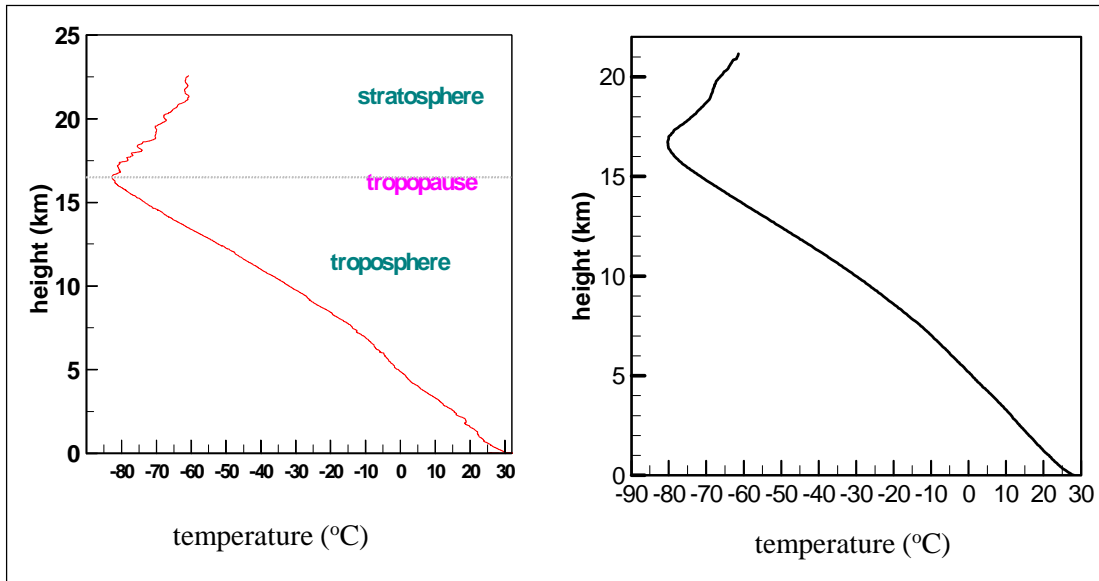 25
20
15
10
5
0
height (km)
stratosphere
tropopause
troposphere
-80 -70 -60 -50 -40 -30 -20 -10 0 10 20 30
temperature (°C)
20
15
10
5
0
height (km)
-90 -80 -70 -60 -50 -40 -30 -20 -10 0 10 20 30
temperature (°C)